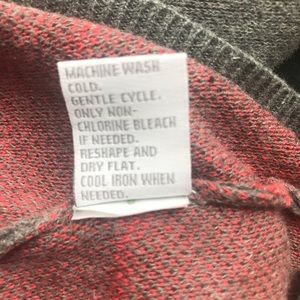 MACHINE WASH
COLD.
GENTLE CYCLE.
ONLY NON-
CHLORINE BLEACH
IF NEEDED.
RESHAPE AND
DRY FLAT.
COOL IRON WHEN
NEEDED.